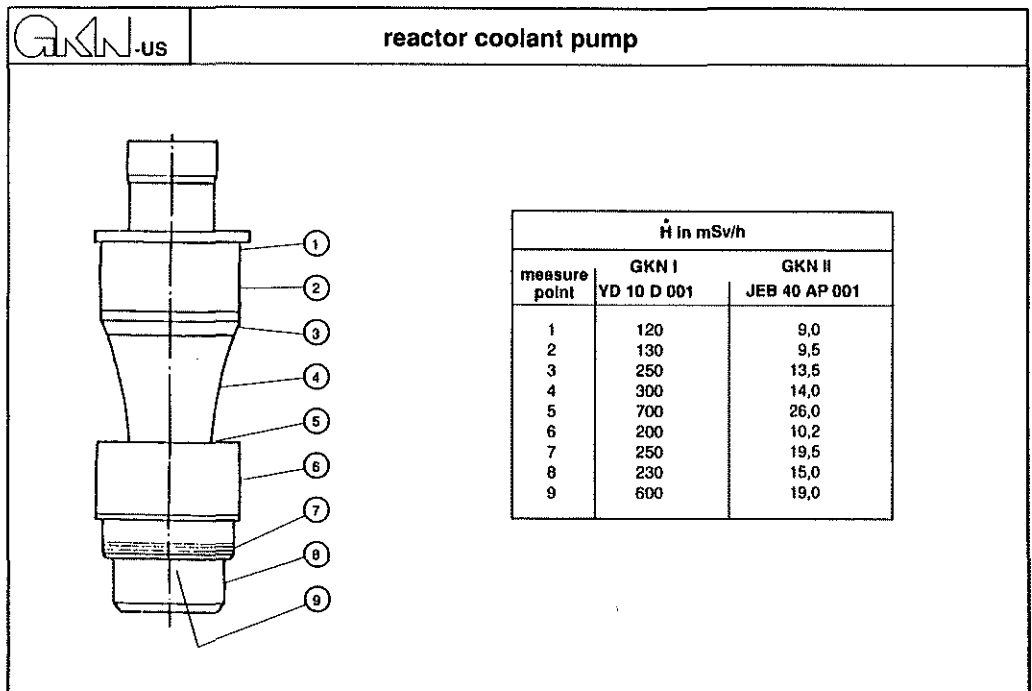 GKN-US
reactor coolant pump
1
2
3
4
5
6
7
8
9
Ḣ in mSv/h
measure point GKN I YD 10 D 001 GKN II JEB 40 AP 001
1 120 9,0
2 130 9,5
3 250 13,5
4 300 14,0
5 700 26,0
6 200 10,2
7 250 19,5
8 230 15,0
9 600 19,0